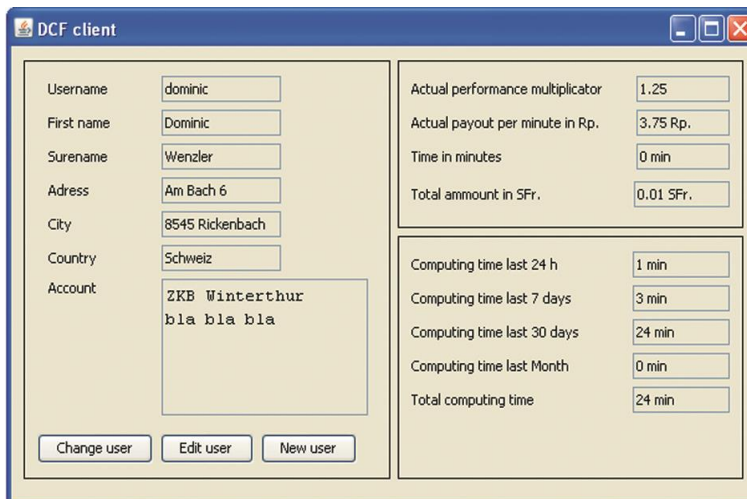 DCF client
Username dominic
First name Dominic
Surename Wenzler
Adress Am Bach 6
City 8545 Rickenbach
Country Schweiz
Account ZKB Winterthur
bla bla bla
Change user Edit user New user
Actual performance multiplicator 1.25
Actual payout per minute in Rp. 3.75 Rp.
Time in minutes 0 min
Total ammount in SFr. 0.01 SFr.
Computing time last 24 h 1 min
Computing time last 7 days 3 min
Computing time last 30 days 24 min
Computing time last Month 0 min
Total computing time 24 min